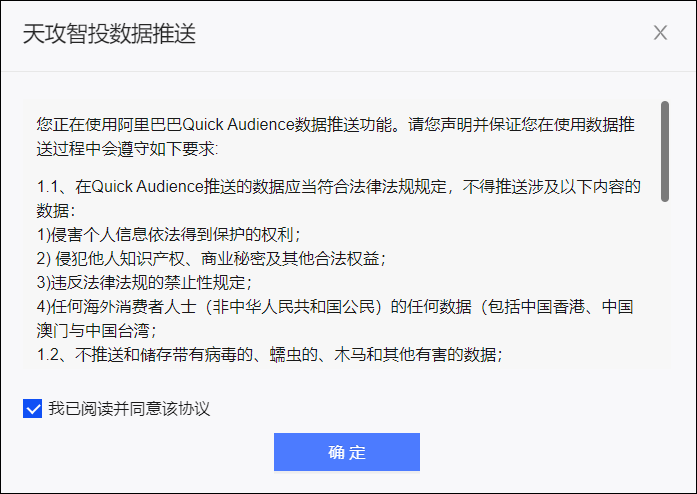 天攻智投数据推送
您正在使用阿里巴巴Quick Audience数据推送功能。请您声明并保证您在使用数据推
送过程中会遵守如下要求:
1.1、在Quick Audience推送的数据应当符合法律法规规定，不得推送涉及以下内容的
数据：
1)侵害个人信息依法得到保护的权利；
2) 侵犯他人知识产权、商业秘密及其他合法权益；
3)违反法律法规的禁止性规定；
4)任何海外消费者人士（非中华人民共和国公民）的任何数据（包括中国香港、中国
澳门与中国台湾；
1.2、不推送和储存带有病毒的、蠕虫的、木马和其他有害的数据；
我已阅读并同意该协议
确 定